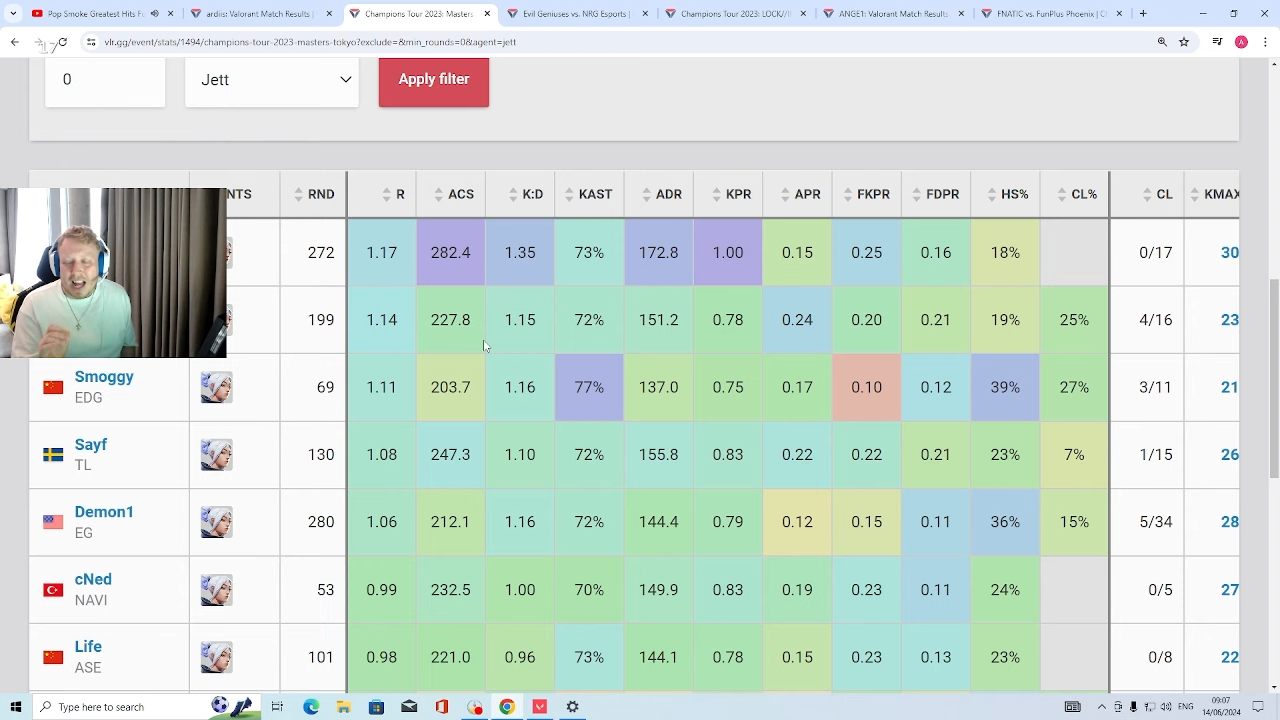 Pop Smoke - Greatest Hits
ardiist Valorant Match Result
Champions Tour 2023: Masters
Evil Geniuses vs. NRG Esports |
Champions Tour 2023: LOCK//I
ANGE1: Valorant Match Results
FNATIC vs. FunPlus Phoenix | C
vlr.gg/event/stats/1494/champions-tour-2023-masters-tokyo?exclude=&min_rounds=0&agent=jett
A
0 Jett Apply filter
NTS RND R ACS K:D KAST ADR KPR APR FKPR FDPR HS% CL% CL KMAX
272 1.17 282.4 1.35 73% 172.8 1.00 0.15 0.25 0.16 18% 0/17 30
199 1.14 227.8 1.15 72% 151.2 0.78 0.24 0.20 0.21 19% 25% 4/16 23
Smoggy
EDG
69 1.11 203.7 1.16 77% 137.0 0.75 0.17 0.10 0.12 39% 27% 3/11 21
Sayf
TL
130 1.08 247.3 1.10 72% 155.8 0.83 0.22 0.22 0.21 23% 7% 1/15 26
Demon1
EG
280 1.06 212.1 1.16 72% 144.4 0.79 0.12 0.15 0.11 36% 15% 5/34 28
cNed
NAVI
53 0.99 232.5 1.00 70% 149.9 0.83 0.19 0.23 0.11 24% 0/5 27
Life
ASE
101 0.98 221.0 0.96 73% 144.1 0.78 0.15 0.23 0.13 23% 0/8 22
Type here to search
ENG
09:07
14/06/2024